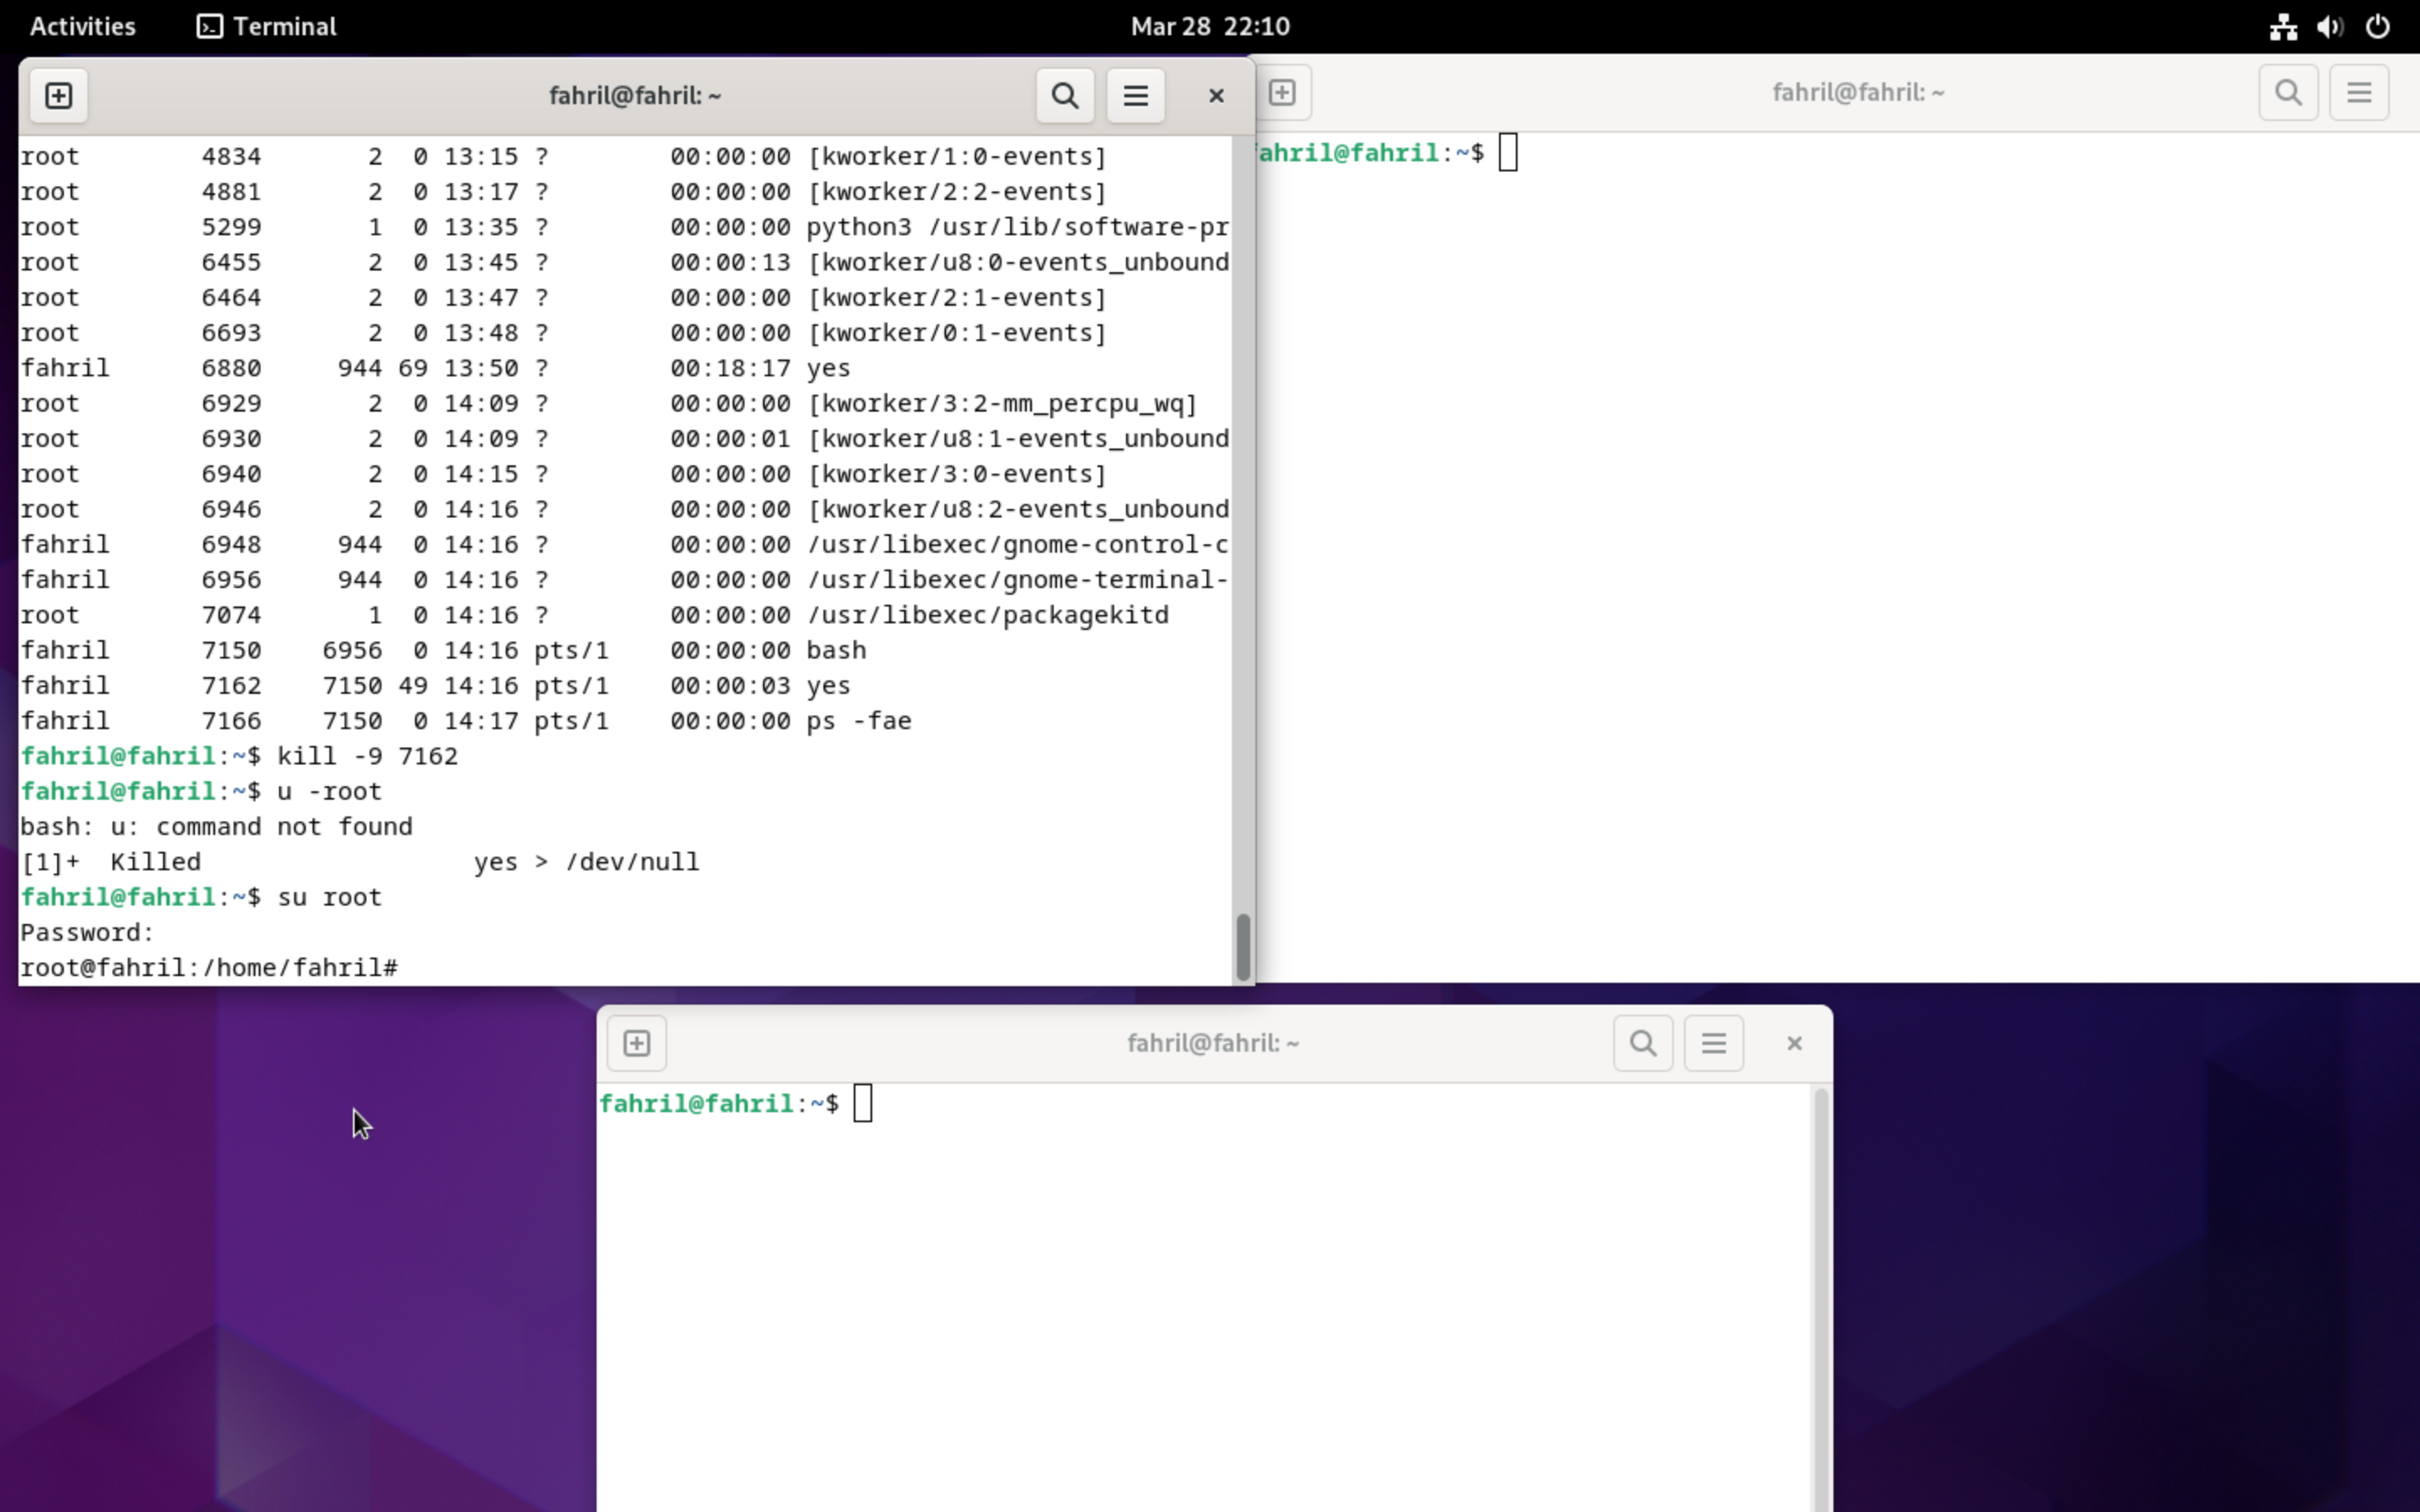 Activities Terminal Mar 28 22:10
fahril@fahril: ~
root 4834 2 0 13:15 ? 00:00:00 [kworker/1:0-events]
root 4881 2 0 13:17 ? 00:00:00 [kworker/2:2-events]
root 5299 1 0 13:35 ? 00:00:00 python3 /usr/lib/software-pr
root 6455 2 0 13:45 ? 00:00:13 [kworker/u8:0-events_unbound
root 6464 2 0 13:47 ? 00:00:00 [kworker/2:1-events]
root 6693 2 0 13:48 ? 00:00:00 [kworker/0:1-events]
fahril 6880 944 69 13:50 ? 00:18:17 yes
root 6929 2 0 14:09 ? 00:00:00 [kworker/3:2-mm_percpu_wq]
root 6930 2 0 14:09 ? 00:00:01 [kworker/u8:1-events_unbound
root 6940 2 0 14:15 ? 00:00:00 [kworker/3:0-events]
root 6946 2 0 14:16 ? 00:00:00 [kworker/u8:2-events_unbound
fahril 6948 944 0 14:16 ? 00:00:00 /usr/libexec/gnome-control-c
fahril 6956 944 0 14:16 ? 00:00:00 /usr/libexec/gnome-terminal-
root 7074 1 0 14:16 ? 00:00:00 /usr/libexec/packagekitd
fahril 7150 6956 0 14:16 pts/1 00:00:00 bash
fahril 7162 7150 49 14:16 pts/1 00:00:03 yes
fahril 7166 7150 0 14:17 pts/1 00:00:00 ps -fae
fahril@fahril:~$ kill -9 7162
fahril@fahril:~$ u -root
bash: u: command not found
[1]+ Killed yes > /dev/null
fahril@fahril:~$ su root
Password:
root@fahril:/home/fahril#
fahril@fahril: ~
ahril@fahril:~$
fahril@fahril: ~
fahril@fahril:~$